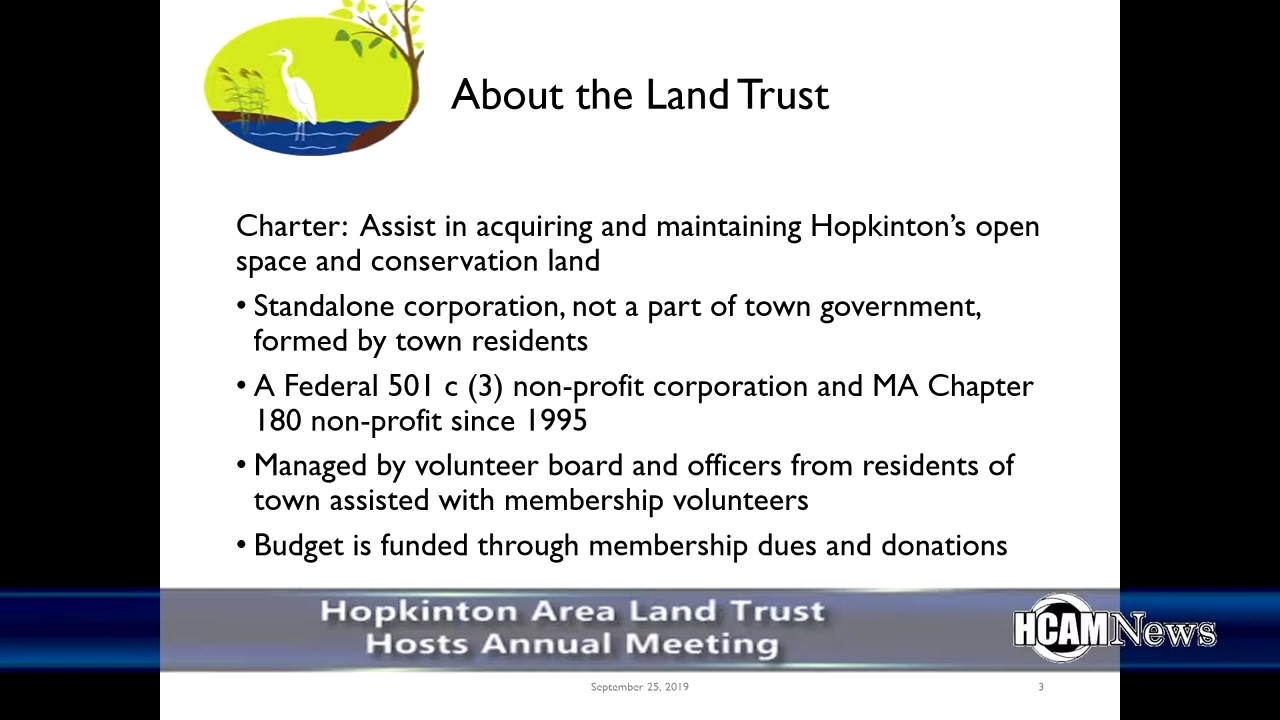 About the Land Trust
Charter: Assist in acquiring and maintaining Hopkinton’s open
space and conservation land
• Standalone corporation, not a part of town government,
formed by town residents
• A Federal 501 c (3) non-profit corporation and MA Chapter
180 non-profit since 1995
• Managed by volunteer board and officers from residents of
town assisted with membership volunteers
• Budget is funded through membership dues and donations
Hopkinton Area Land Trust
Hosts Annual Meeting
HCAM News
September 25, 2019
3